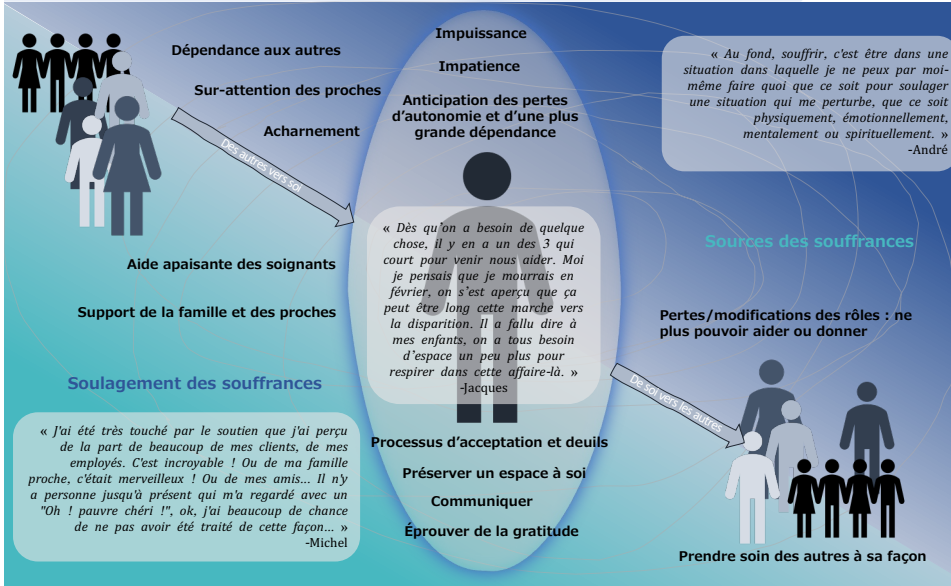 Dépendance aux autres
Sur-attention des proches
Acharnement
Des autres vers soi
Impuissance
Impatience
Anticipation des pertes
d'autonomie et d'une plus
grande dépendance
« Au fond, souffrir, c'est être dans une
situation dans laquelle je ne peux par moi-
même faire quoi que ce soit pour soulager
une situation qui me perturbe, que ce soit
physiquement, émotionnellement,
mentalement ou spirituellement. »
-André
« Dès qu'on a besoin de quelque
chose, il y en a un des 3 qui
court pour venir nous aider. Moi
je pensais que je mourrais en
février, on s'est aperçu que ça
peut être long cette marche vers
la disparition. Il a fallu dire à
mes enfants, on a tous besoin
d'espace un peu plus pour
respirer dans cette affaire-là. »
-Jacques
Sources des souffrances
Aide apaisante des soignants
Support de la famille et des proches
Pertes/modifications des rôles : ne
plus pouvoir aider ou donner
Soulagement des souffrances
De soi vers les autres
« J'ai été très touché par le soutien que j'ai perçu
de la part de beaucoup de mes clients, de mes
employés. C'est incroyable ! Ou de ma famille
proche, c'était merveilleux ! Ou de mes amis... Il n'y
a personne jusqu'à présent qui m'a regardé avec un
"Oh ! pauvre chéri !", ok, j'ai beaucoup de chance
de ne pas avoir été traité de cette façon... »
-Michel
Processus d'acceptation et deuils
Préserver un espace à soi
Communiquer
Éprouver de la gratitude
Prendre soin des autres à sa façon